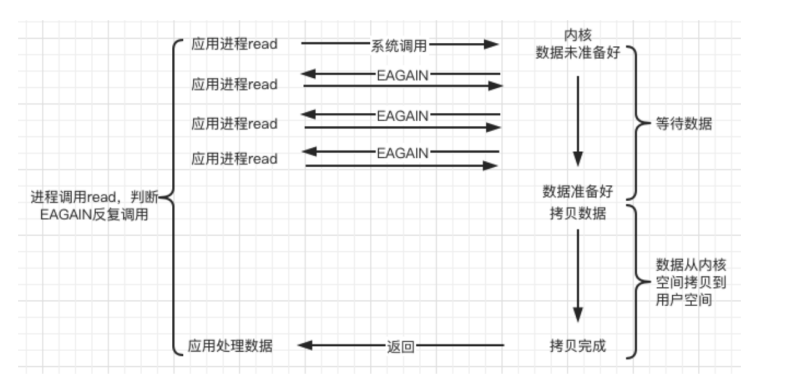 应用进程read
系统调用
内核
数据未准备好
EAGAIN
应用进程read
EAGAIN
应用进程read
等待数据
EAGAIN
应用进程read
进程调用read，判断
EAGAIN反复调用
数据准备好
拷贝数据
数据从内核
空间拷贝到
用户空间
应用处理数据
返回
拷贝完成